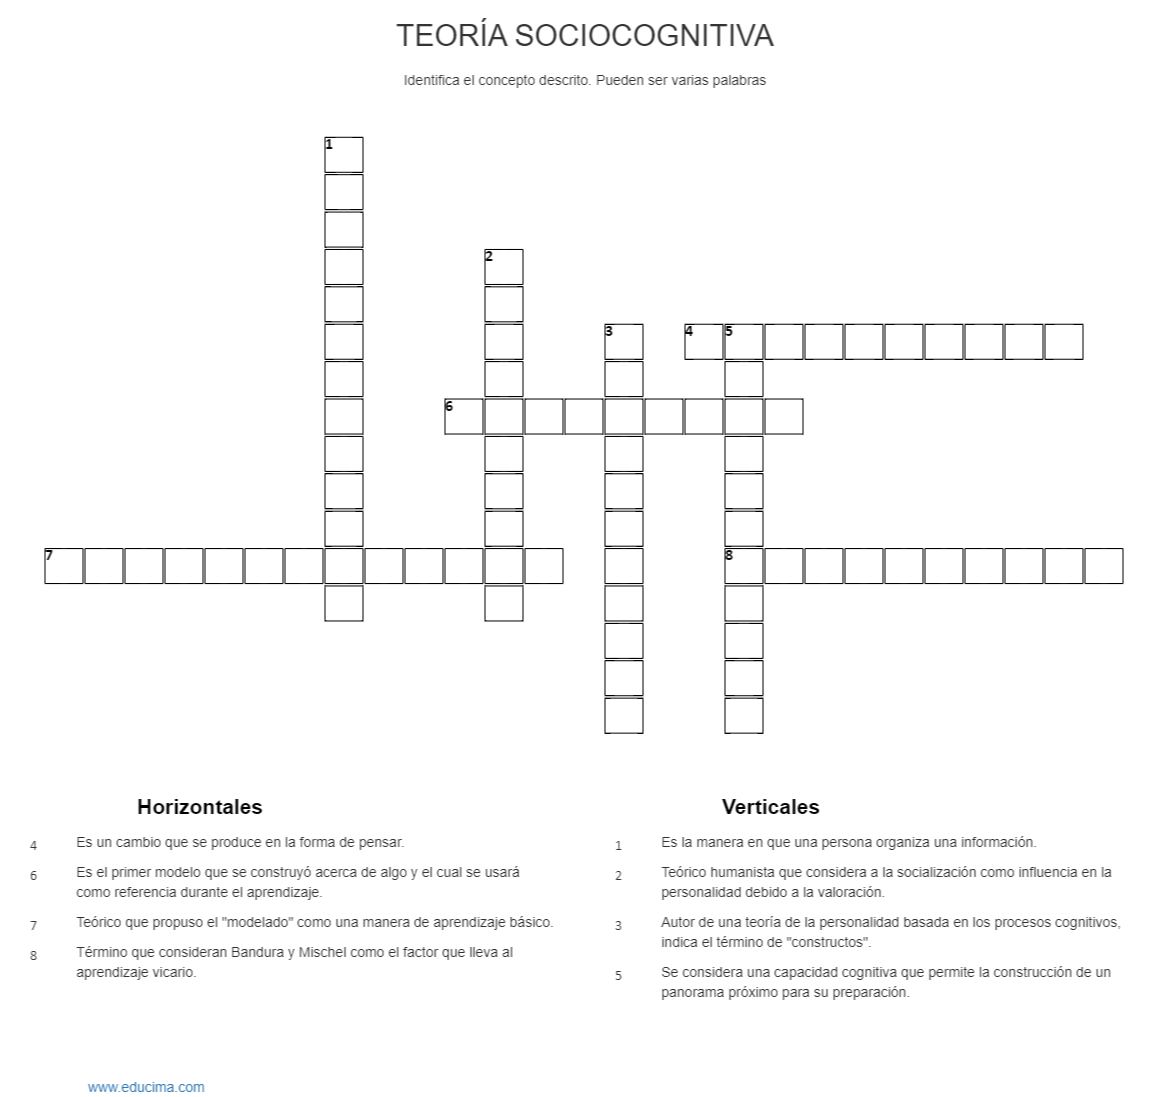 TEORÍA SOCIOCOGNITIVA
Identifica el concepto descrito. Pueden ser varias palabras
1
2
3
4
5
6
7
8
Horizontales
4 Es un cambio que se produce en la forma de pensar.
6 Es el primer modelo que se construyó acerca de algo y el cual se usará
como referencia durante el aprendizaje.
7 Teórico que propuso el "modelado" como una manera de aprendizaje básico.
8 Término que consideran Bandura y Mischel como el factor que lleva al
aprendizaje vicario.
Verticales
1 Es la manera en que una persona organiza una información.
2 Teórico humanista que considera a la socialización como influencia en la
personalidad debido a la valoración.
3 Autor de una teoría de la personalidad basada en los procesos cognitivos,
indica el término de "constructos".
5 Se considera una capacidad cognitiva que permite la construcción de un
panorama próximo para su preparación.
www.educima.com